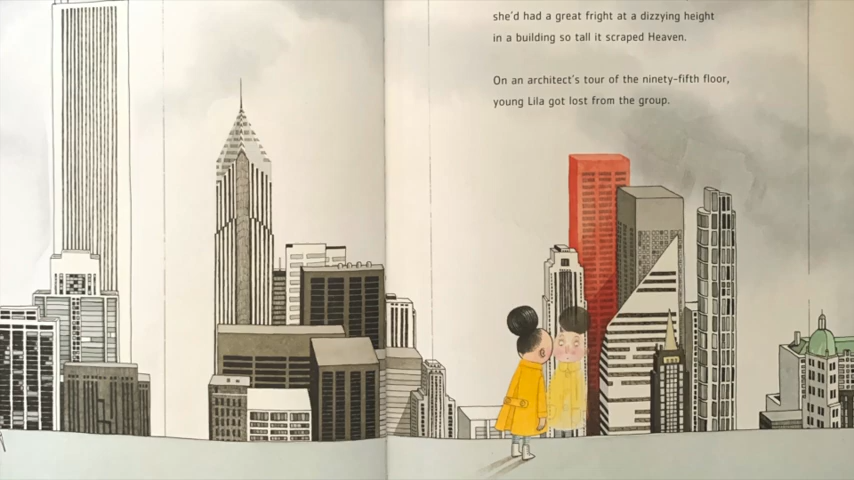 she'd had a great fright at a dizzying height
in a building so tall it scraped Heaven.
On an architect's tour of the ninety-fifth floor,
young Lila got lost from the group.